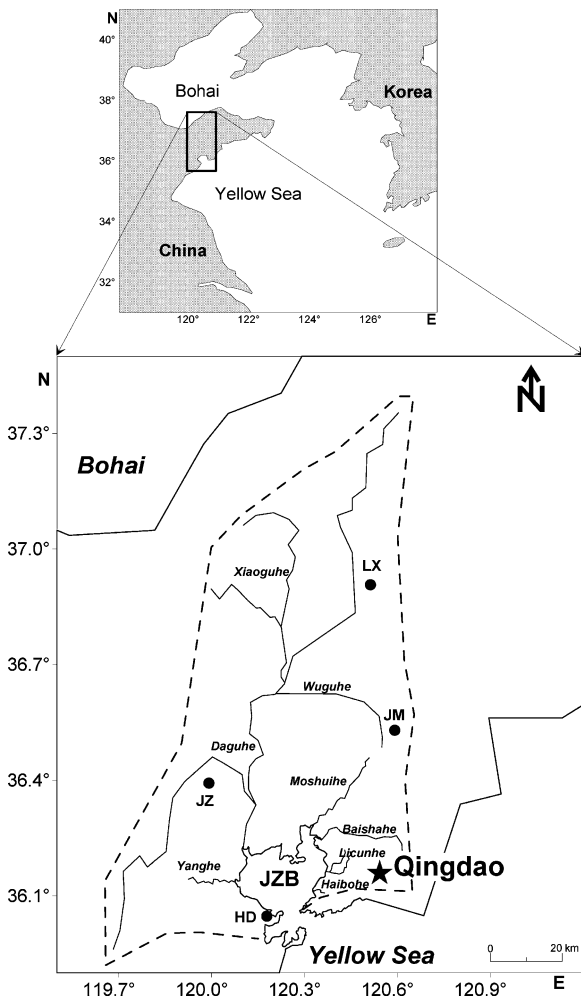 N
40°
Bohai
Korea
38°
36°
Yellow Sea
34°
China
32°
120°
122°
124°
126°
E
N
N
37.3°
Bohai
37.0°
LX
Xiaoguhe
36.7°
Wuguhe
JM
Daguhe
36.4°
JZ
Moshuihe
Baishahe
Licunhe
Yanghe
JZB
Qingdao
Haibohe
36.1°
HD
Yellow Sea
0 20 km
119.7°
120.0°
120.3°
120.6°
120.9°
E